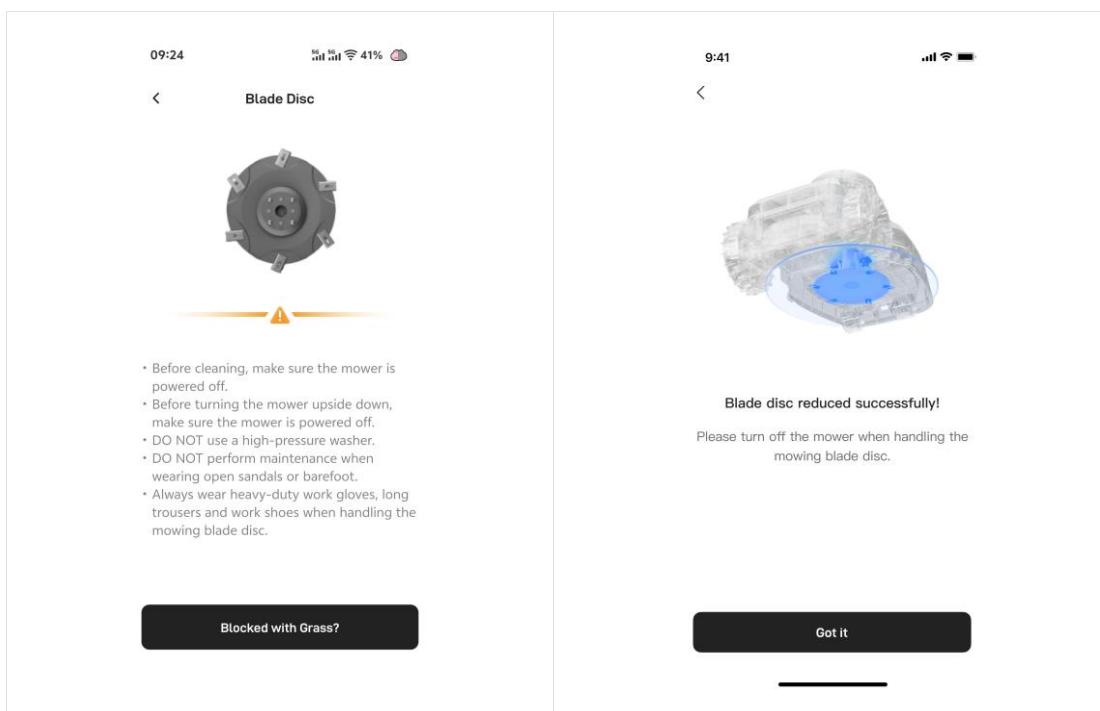 09:24
5G 5G 41%
Blade Disc
• Before cleaning, make sure the mower is
powered off.
• Before turning the mower upside down,
make sure the mower is powered off.
• DO NOT use a high-pressure washer.
• DO NOT perform maintenance when
wearing open sandals or barefoot.
• Always wear heavy-duty work gloves, long
trousers and work shoes when handling the
mowing blade disc.
Blocked with Grass?
9:41
Blade disc reduced successfully!
Please turn off the mower when handling the
mowing blade disc.
Got it